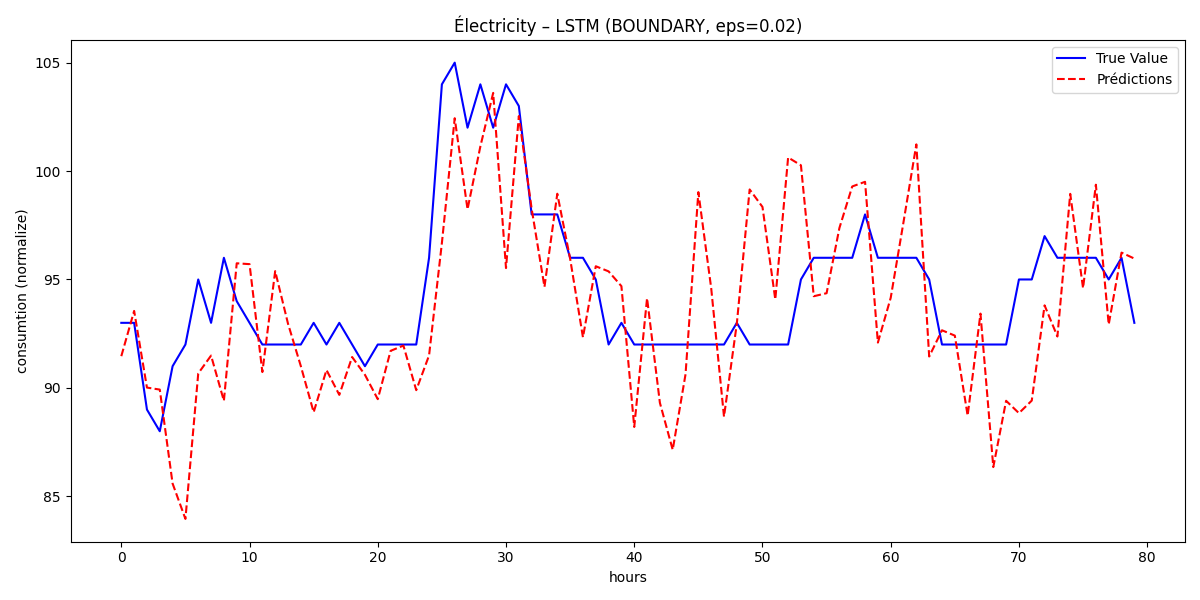 Électricity – LSTM (BOUNDARY, eps=0.02)
True Value
Prédictions
consumtion (normalize)
105
100
95
90
85
0 10 20 30 40 50 60 70 80
hours